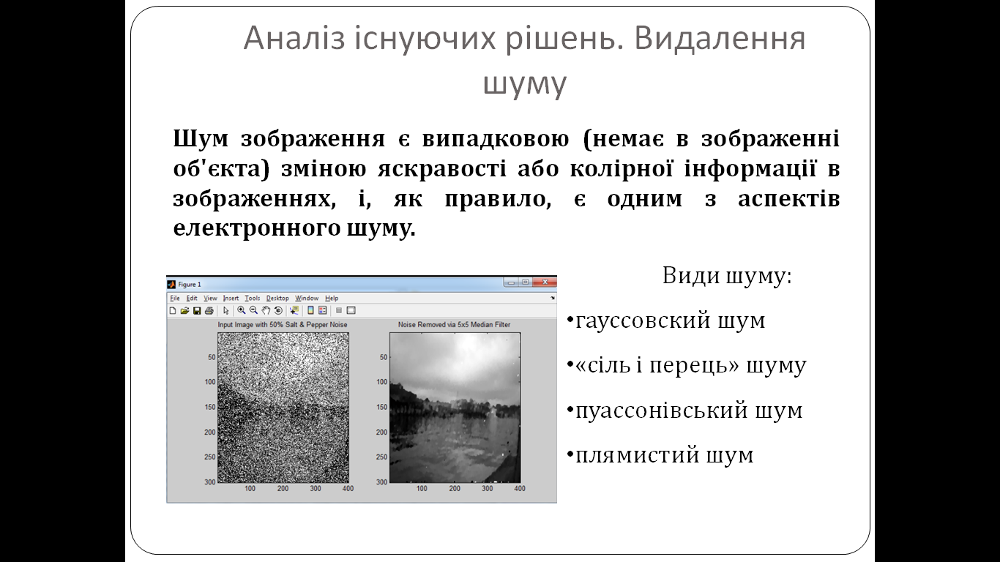 Аналіз існуючих рішень. Видалення
шуму
Шум зображення є випадковою (немає в зображенні
об'єкта) зміною яскравості або колірної інформації в
зображеннях, і, як правило, є одним з аспектів
електронного шуму.
Figure 1
File Edit View Insert Tools Desktop Window Help
Input Image with 50% Salt & Pepper Noise
50
100
150
200
250
300
100 200 300 400
Noise Removed via 5x5 Median Filter
50
100
150
200
250
300
100 200 300 400
Види шуму:
•гауссовский шум
•«сіль і перець» шуму
•пуассонівський шум
•плямистий шум